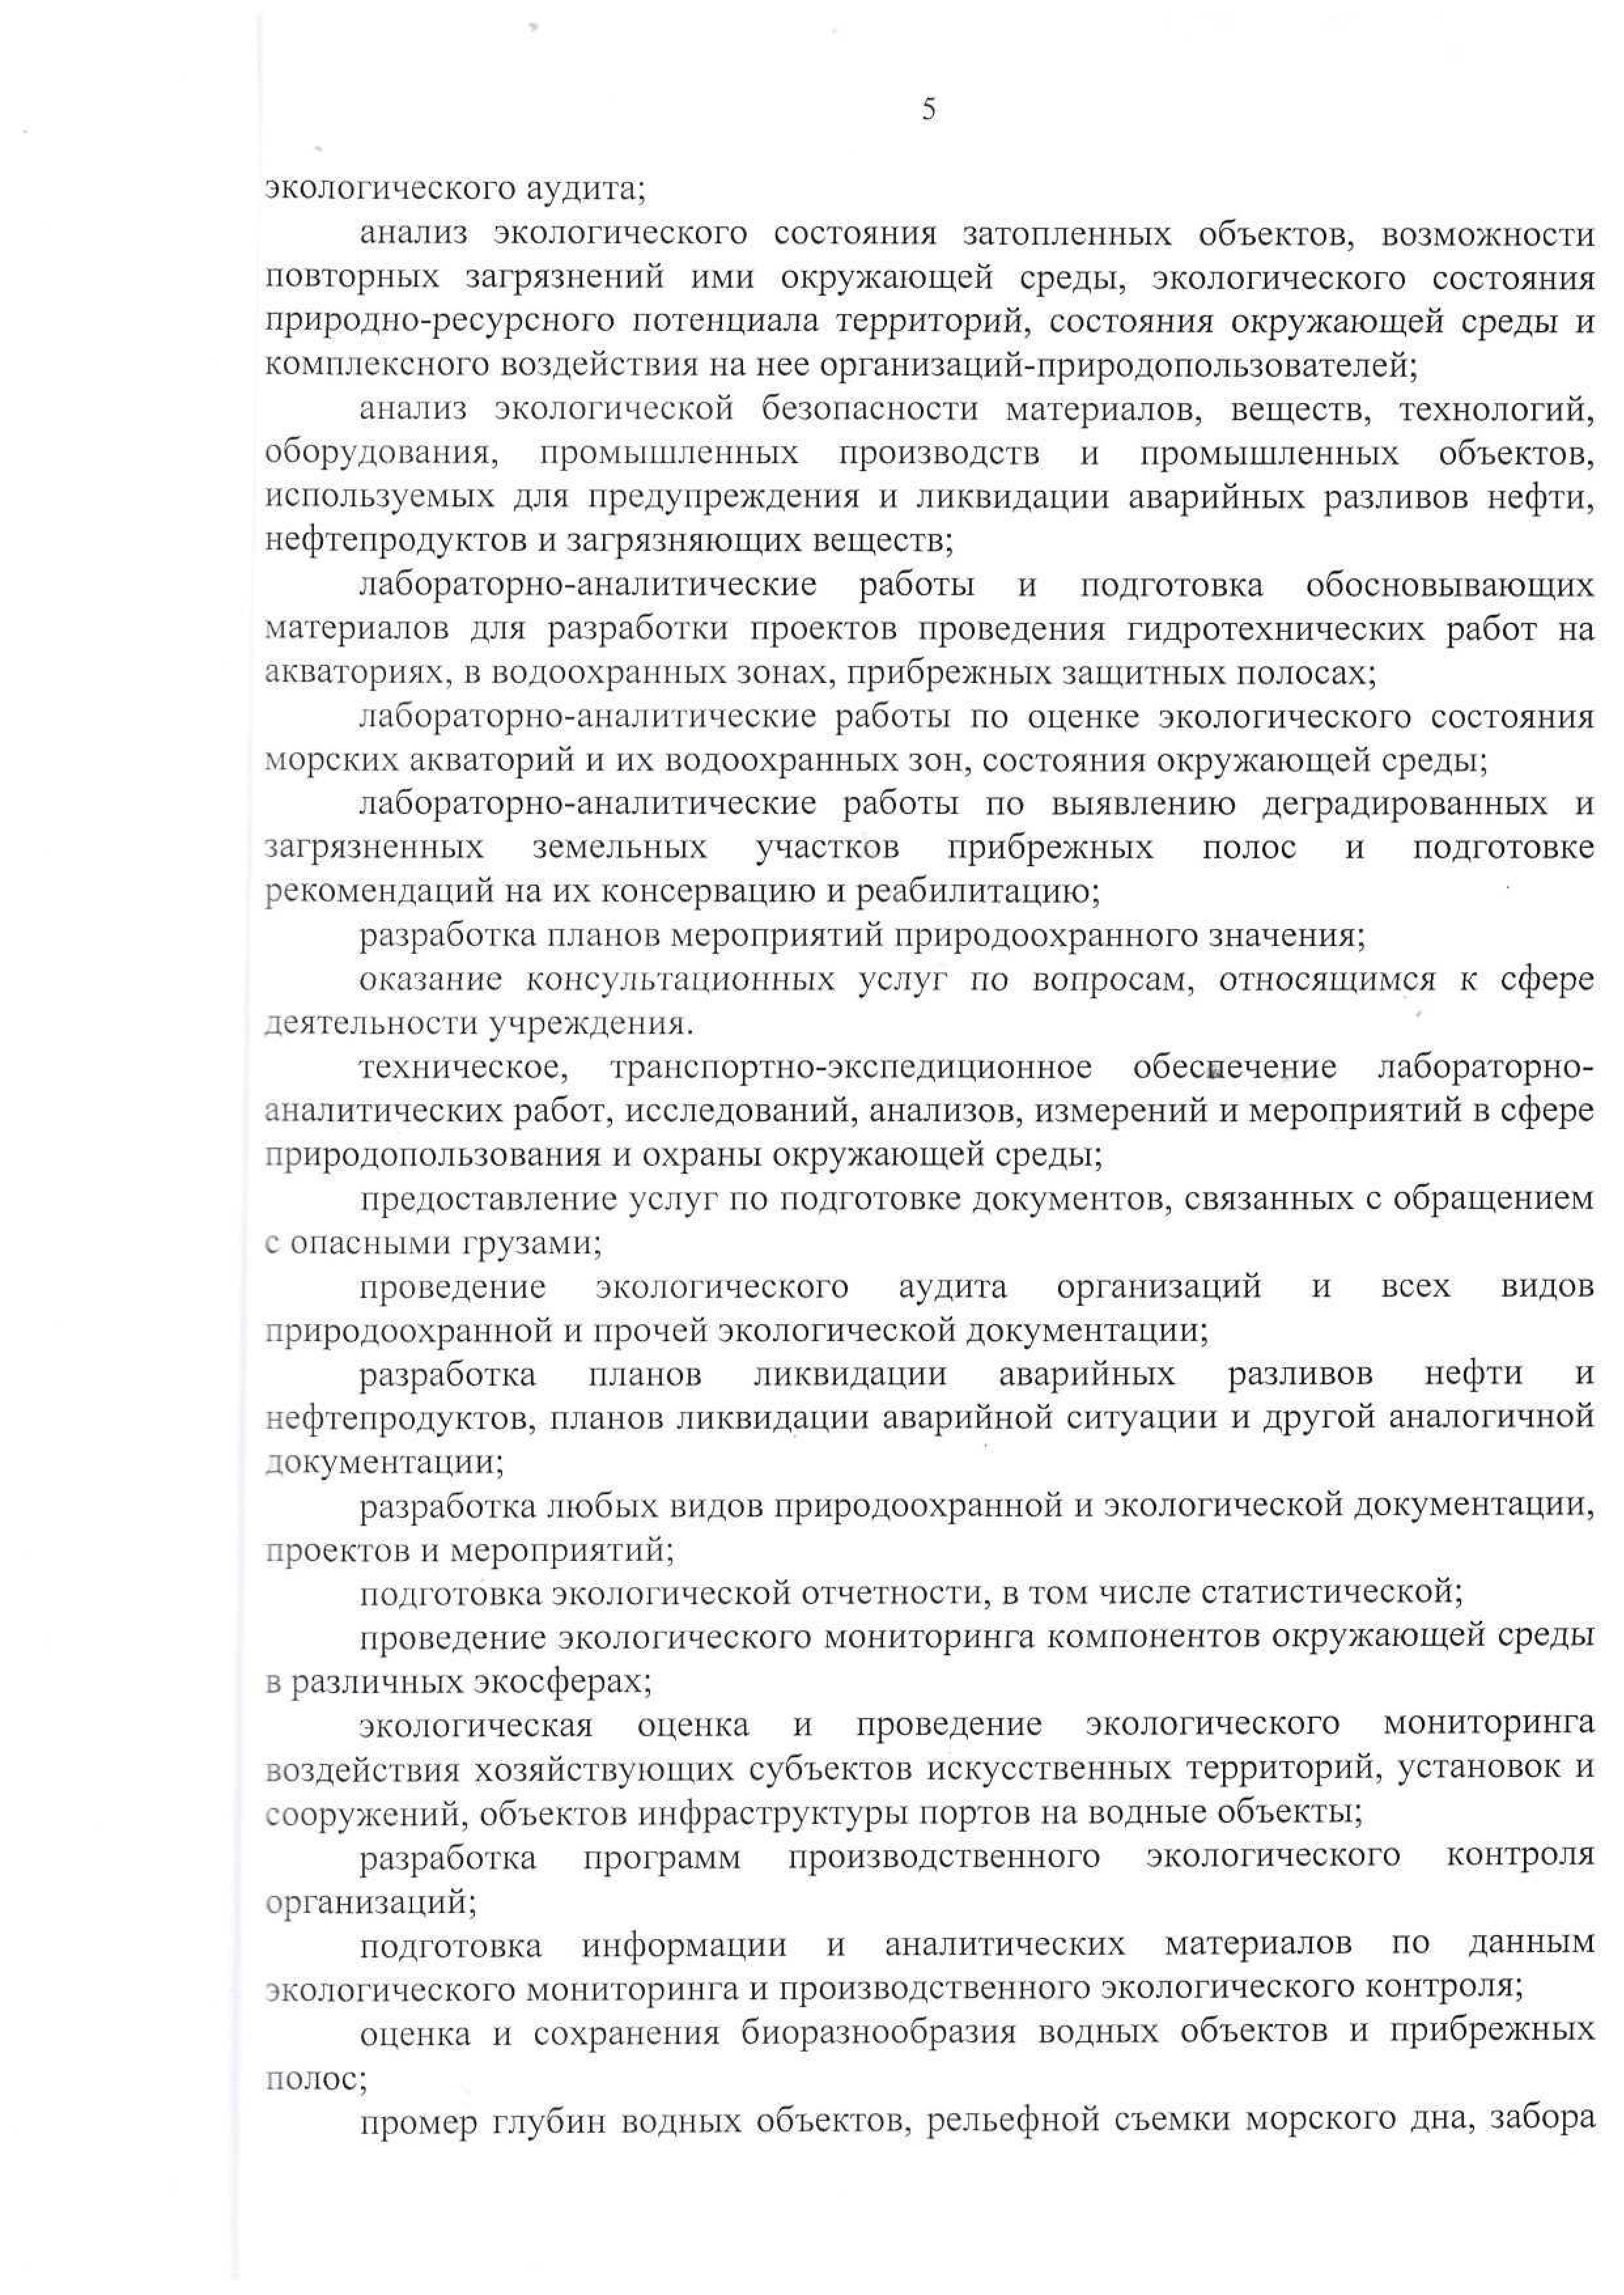 5
экологического аудита;
анализ экологического состояния затопленных объектов, возможности
повторных загрязнений ими окружающей среды, экологического состояния
природно-ресурсного потенциала территорий, состояния окружающей среды и
комплексного воздействия на нее организаций-природопользователей;
анализ экологической безопасности материалов, веществ, технологий,
оборудования, промышленных производств и промышленных объектов,
используемых для предупреждения и ликвидации аварийных разливов нефти,
нефтепродуктов и загрязняющих веществ;
лабораторно-аналитические работы и подготовка обосновывающих
материалов для разработки проектов проведения гидротехнических работ на
акваториях, в водоохранных зонах, прибрежных защитных полосах;
лабораторно-аналитические работы по оценке экологического состояния
морских акваторий и их водоохранных зон, состояния окружающей среды;
лабораторно-аналитические работы по выявлению деградированных и
загрязненных земельных участков прибрежных полос и подготовке
рекомендаций на их консервацию и реабилитацию;
разработка планов мероприятий природоохранного значения;
оказание консультационных услуг по вопросам, относящимся к сфере
деятельности учреждения.
техническое, транспортно-экспедиционное обеспечение лабораторно-
аналитических работ, исследований, анализов, измерений и мероприятий в сфере
природопользования и охраны окружающей среды;
предоставление услуг по подготовке документов, связанных с обращением
с опасными грузами;
проведение экологического аудита организаций и всех видов
природоохранной и прочей экологической документации;
разработка планов ликвидации аварийных разливов нефти и
нефтепродуктов, планов ликвидации аварийной ситуации и другой аналогичной
документации;
разработка любых видов природоохранной и экологической документации,
проектов и мероприятий;
подготовка экологической отчетности, в том числе статистической;
проведение экологического мониторинга компонентов окружающей среды
в различных экосферах;
экологическая оценка и проведение экологического мониторинга
воздействия хозяйствующих субъектов искусственных территорий, установок и
сооружений, объектов инфраструктуры портов на водные объекты;
разработка программ производственного экологического контроля
организаций;
подготовка информации и аналитических материалов по данным
экологического мониторинга и производственного экологического контроля;
оценка и сохранения биоразнообразия водных объектов и прибрежных
полос;
промер глубин водных объектов, рельефной съемки морского дна, забора